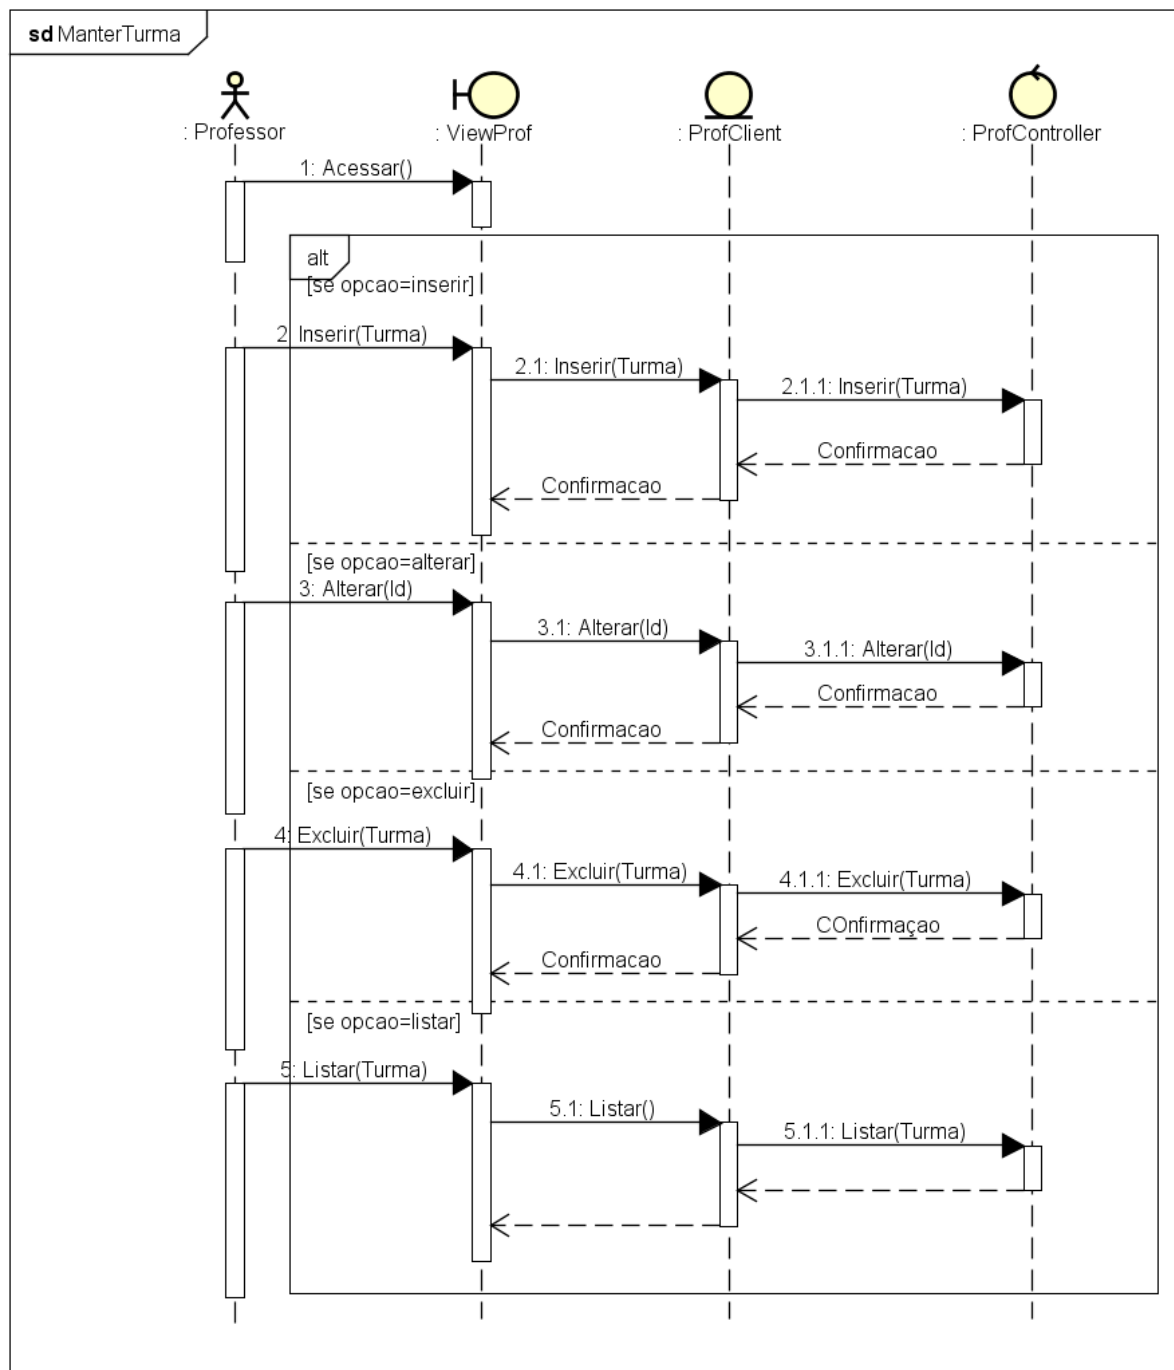 sd ManterTurma
: Professor
: ViewProf
: ProfClient
: ProfController
1: Acessar()
alt
[se opcao=inserir]
2: Inserir(Turma)
2.1: Inserir(Turma)
2.1.1: Inserir(Turma)
Confirmacao
Confirmacao
[se opcao=alterar]
3: Alterar(Id)
3.1: Alterar(Id)
3.1.1: Alterar(Id)
Confirmacao
Confirmacao
[se opcao=excluir]
4: Excluir(Turma)
4.1: Excluir(Turma)
4.1.1: Excluir(Turma)
COnfirmaçao
Confirmacao
[se opcao=listar]
5: Listar(Turma)
5.1: Listar()
5.1.1: Listar(Turma)